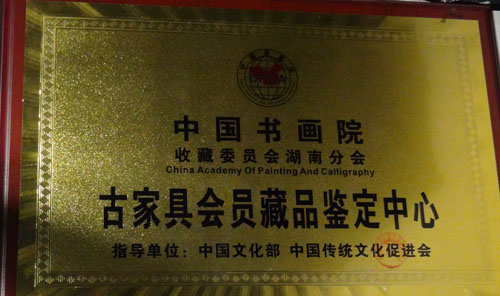 中国书画院
收藏委员会湖南分会
China Academy Of Painting And Calligraphy
古家具会员藏品鉴定中心
指导单位：中国文化部 中国传统文化促进会